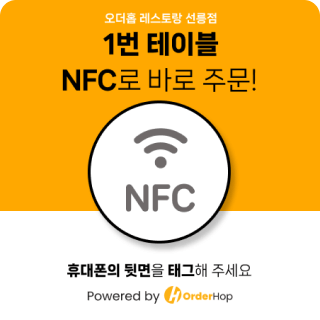 오더홉 레스토랑 선릉점
1번 테이블
NFC로 바로 주문!
NFC
휴대폰의 뒷면을 태그해 주세요
Powered by OrderHop